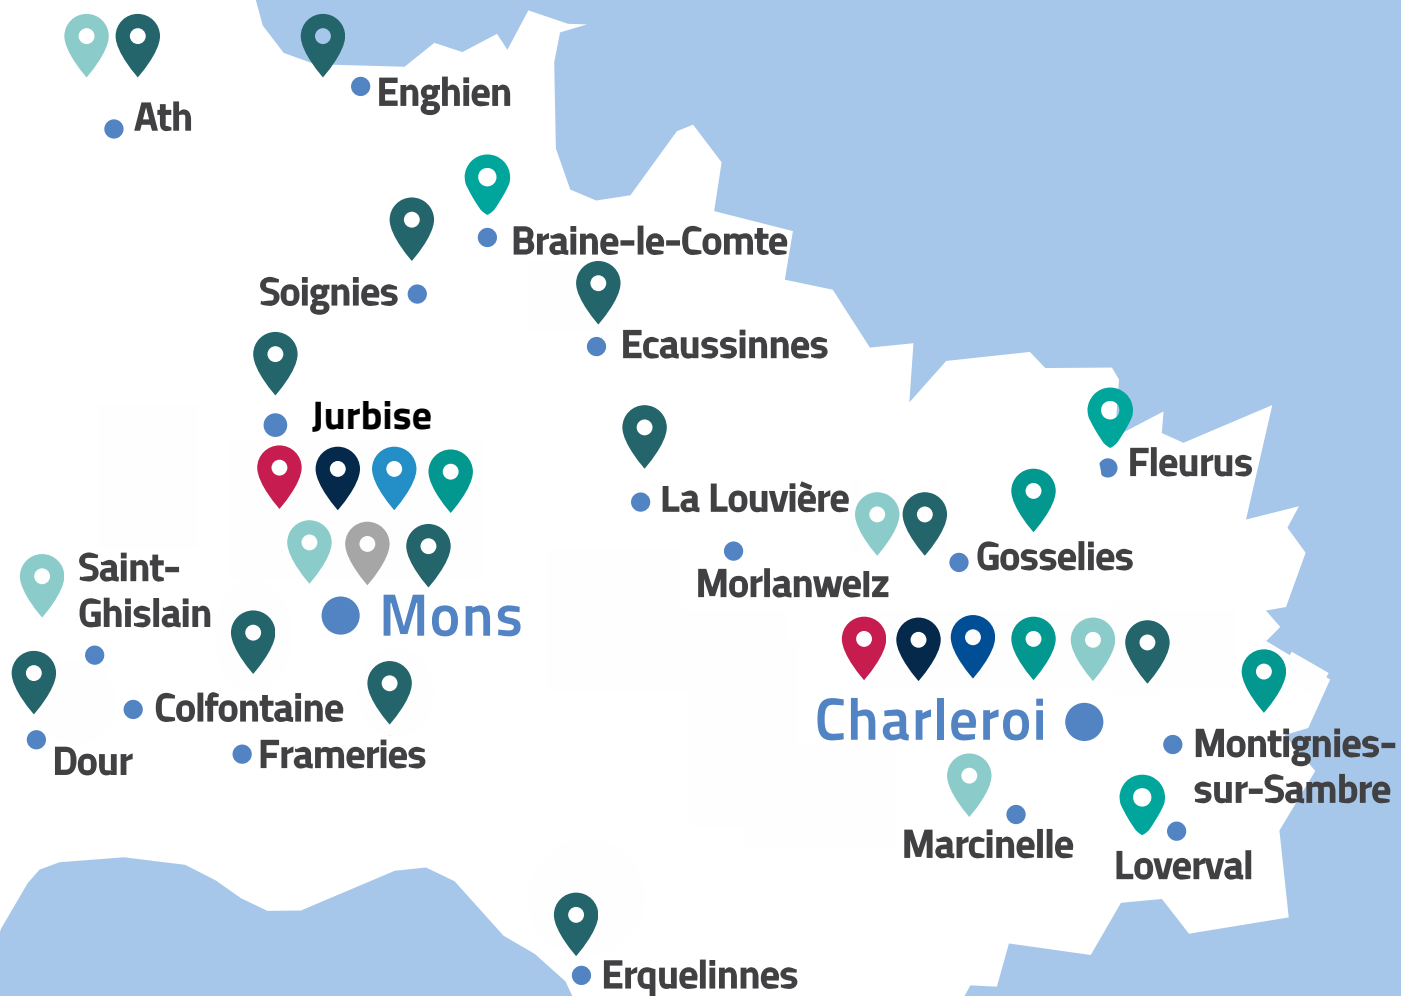 Enghien
Ath
Braine-le-Comte
Soignies
Ecaussinnes
Jurbise
Fleurus
La Louvière
Gosselies
Saint-
Ghislain
Morlanwelz
Mons
Colfontaine
Charleroi
Frameries
Dour
Montignies-
sur-Sambre
Marcinelle
Loverval
Erquelinnes